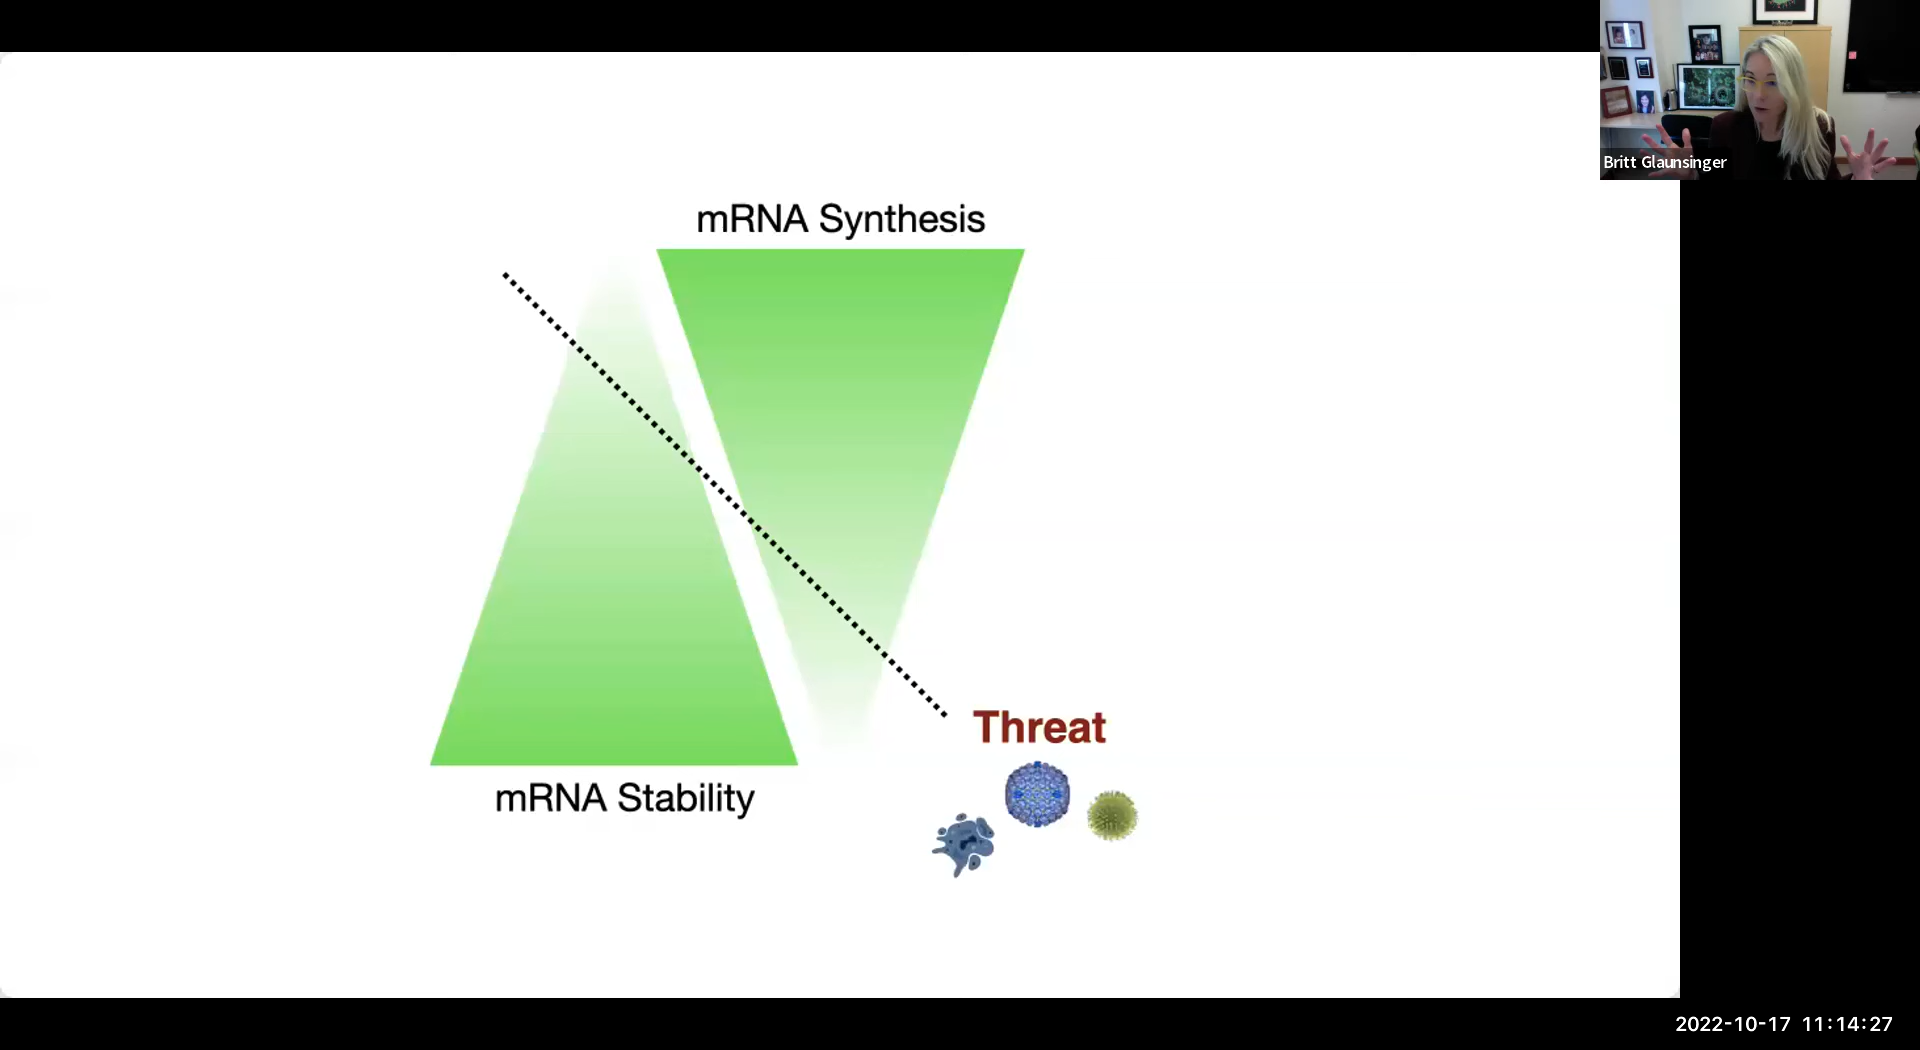 Britt Glaunsinger
mRNA Synthesis
Threat
mRNA Stability
2022-10-17 11:14:27